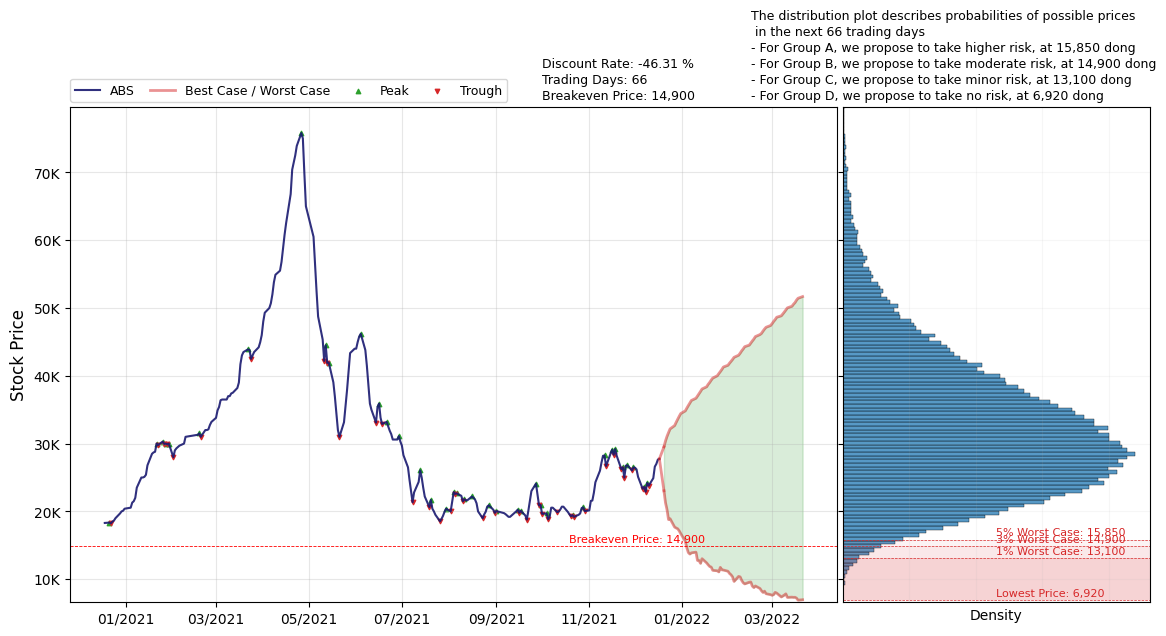 The distribution plot describes probabilities of possible prices
in the next 66 trading days
- For Group A, we propose to take higher risk, at 15,850 dong
- For Group B, we propose to take moderate risk, at 14,900 dong
- For Group C, we propose to take minor risk, at 13,100 dong
- For Group D, we propose to take no risk, at 6,920 dong
Discount Rate: -46.31 %
Trading Days: 66
Breakeven Price: 14,900
ABS
Best Case / Worst Case
Peak
Trough
Stock Price
70K
60K
50K
40K
30K
20K
10K
Breakeven Price: 14,900
5% Worst Case: 15,850
3% Worst Case: 14,900
1% Worst Case: 13,100
Lowest Price: 6,920
01/2021
03/2021
05/2021
07/2021
09/2021
11/2021
01/2022
03/2022
Density